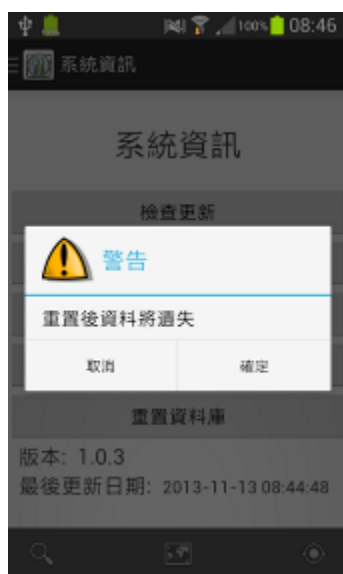 100% 08:46
系統資訊
系統資訊
檢查更新
警告
重置後資料將遺失
取消 確定
重置資料庫
版本: 1.0.3
最後更新日期: 2013-11-13 08:44:48